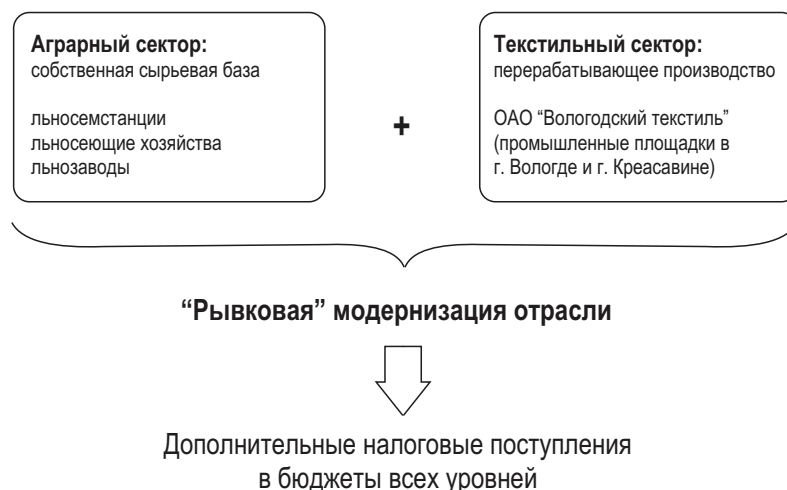 Аграрный сектор:
собственная сырьевая база
льносемстанции
льносеющие хозяйства
льнозаводы
+
Текстильный сектор:
перерабатывающее производство
ОАО “Вологодский текстиль”
(промышленные площадки в
г. Вологде и г. Креасавине)
“Рывковая” модернизация отрасли
Дополнительные налоговые поступления
в бюджеты всех уровней